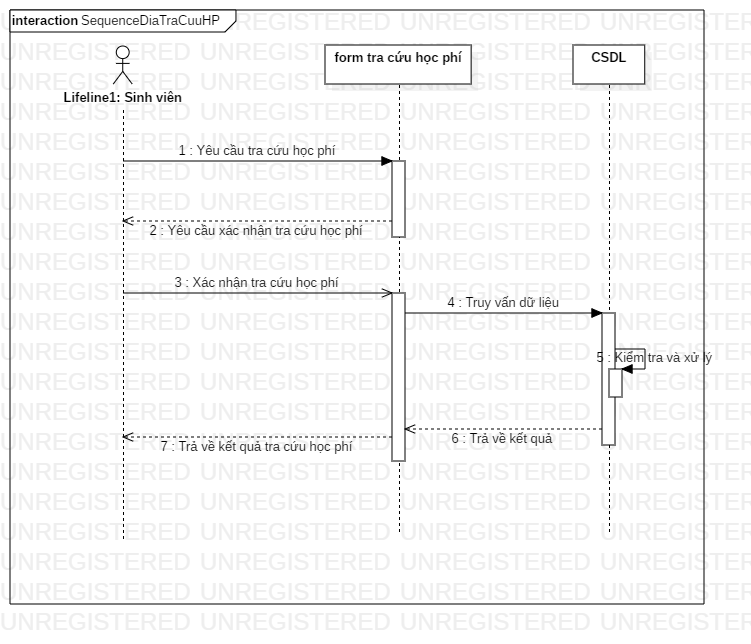 interaction SequenceDiaTraCuuHP
form tra cứu học phí
CSDL
Lifeline1: Sinh viên
1 : Yêu cầu tra cứu học phí
2 : Yêu cầu xác nhận tra cứu học phí
3 : Xác nhận tra cứu học phí
4 : Truy vấn dữ liệu
5 : Kiểm tra và xử lý
6 : Trả về kết quả
7 : Trả về kết quả tra cứu học phí
UNREGISTERED UNREGISTERED UNREGISTERED UNREGISTERED